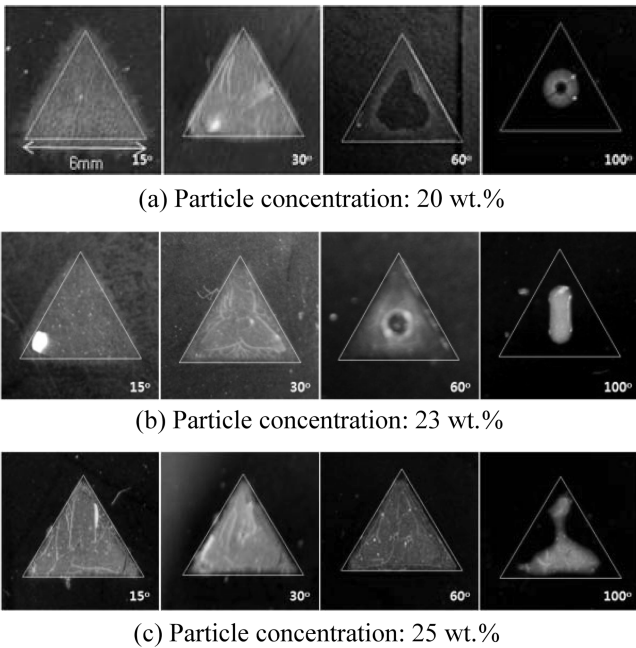 6mm
15° 30° 60° 100°
(a) Particle concentration: 20 wt.%
15° 30° 60° 100°
(b) Particle concentration: 23 wt.%
15° 30° 60° 100°
(c) Particle concentration: 25 wt.%